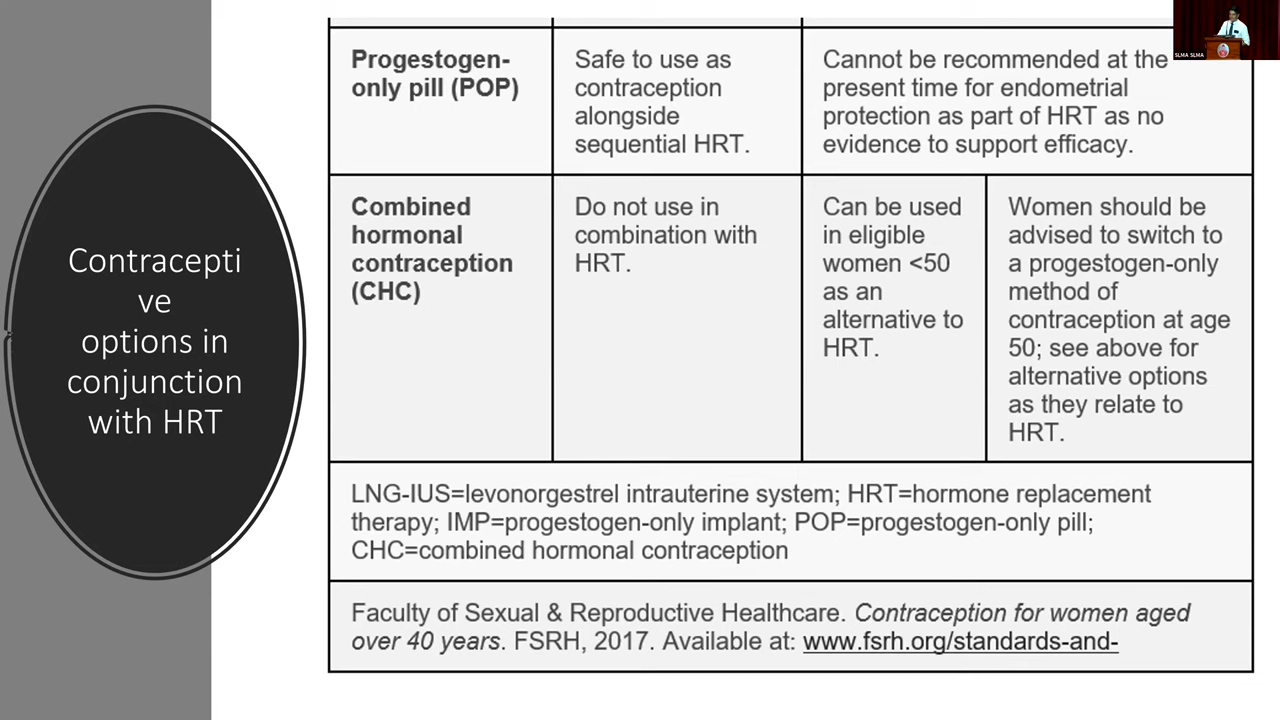 Contracepti
ve
options in
conjunction
with HRT
Progestogen-
only pill (POP)
Safe to use as
contraception
alongside
sequential HRT.
Cannot be recommended at the
present time for endometrial
protection as part of HRT as no
evidence to support efficacy.
Combined
hormonal
contraception
(CHC)
Do not use in
combination with
HRT.
Can be used
in eligible
women <50
as an
alternative to
HRT.
Women should be
advised to switch to
a progestogen-only
method of
contraception at age
50; see above for
alternative options
as they relate to
HRT.
LNG-IUS=levonorgestrel intrauterine system; HRT=hormone replacement
therapy; IMP=progestogen-only implant; POP=progestogen-only pill;
CHC=combined hormonal contraception
Faculty of Sexual & Reproductive Healthcare. Contraception for women aged
over 40 years. FSRH, 2017. Available at: www.fsrh.org/standards-and-
SLMA SLMA